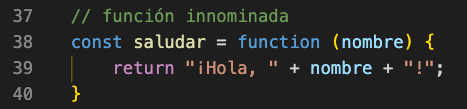 37 // función innominada
38 const saludar = function (nombre) {
39 return "¡Hola, " + nombre + "!";
40 }